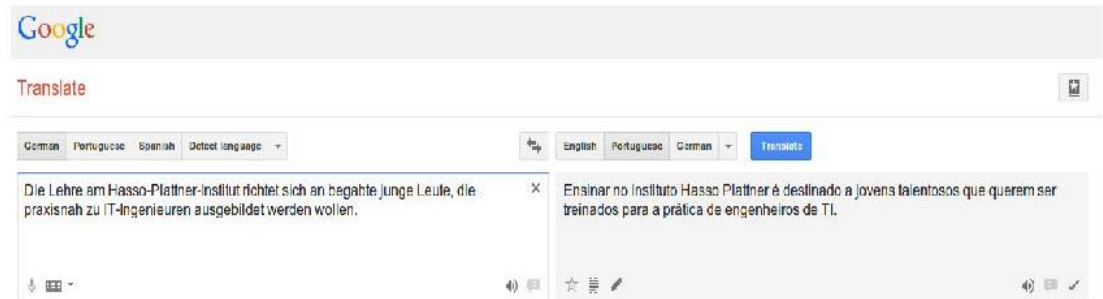 Google
Translate
German Portuguese Spanish Detect language English Portuguese German Translate
Die Lehre am Hasso-Plattner-Institut richtet sich an begabte junge Leute, die
praxisnah zu IT-Ingenieuren ausgebildet werden wollen.
Ensinar no Instituto Hasso Plattner é destinado a jovens talentosos que querem ser
treinados para a prática de engenheiros de TI.